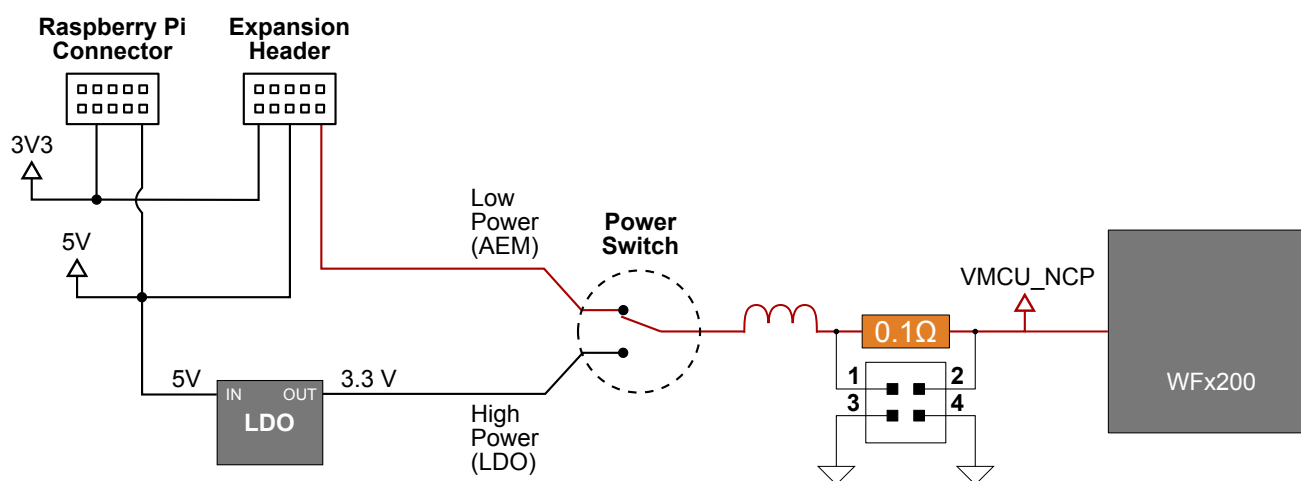 Raspberry Pi
Connector
Expansion
Header
3V3
5V
Low
Power
(AEM)
Power
Switch
VMCU_NCP
0.1Ω
1
2
3
4
WFx200
5V
3.3 V
IN
OUT
LDO
High
Power
(LDO)